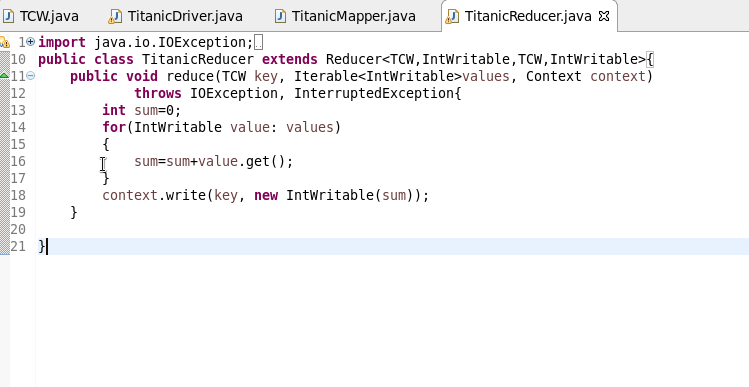 TCW.java TitanicDriver.java TitanicMapper.java TitanicReducer.java
1 import java.io.IOException;
10 public class TitanicReducer extends Reducer<TCW,IntWritable,TCW,IntWritable>{
11 public void reduce(TCW key, Iterable<IntWritable>values, Context context)
12 throws IOException, InterruptedException{
13 int sum=0;
14 for(IntWritable value: values)
15 {
16 sum=sum+value.get();
17 }
18 context.write(key, new IntWritable(sum));
19 }
20
21 }